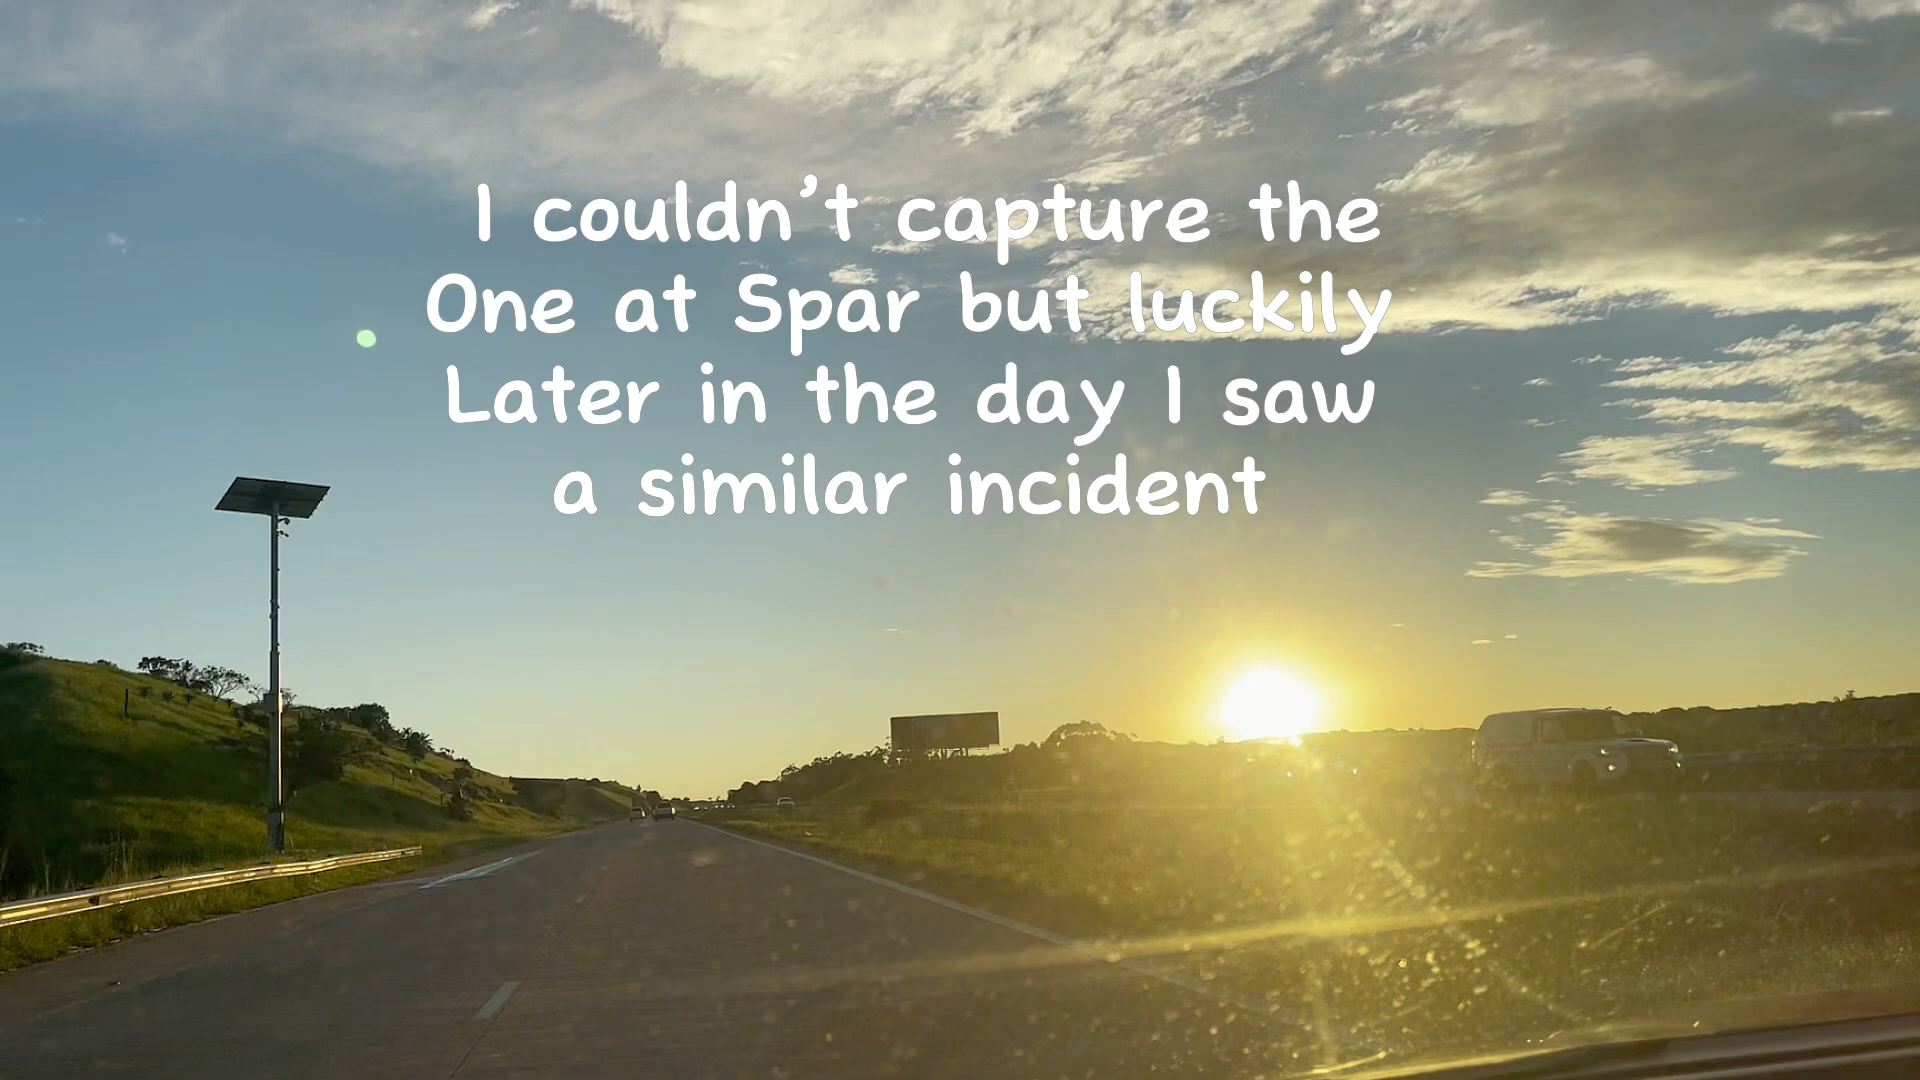 I couldn't capture the
One at Spar but luckily
Later in the day I saw
a similar incident